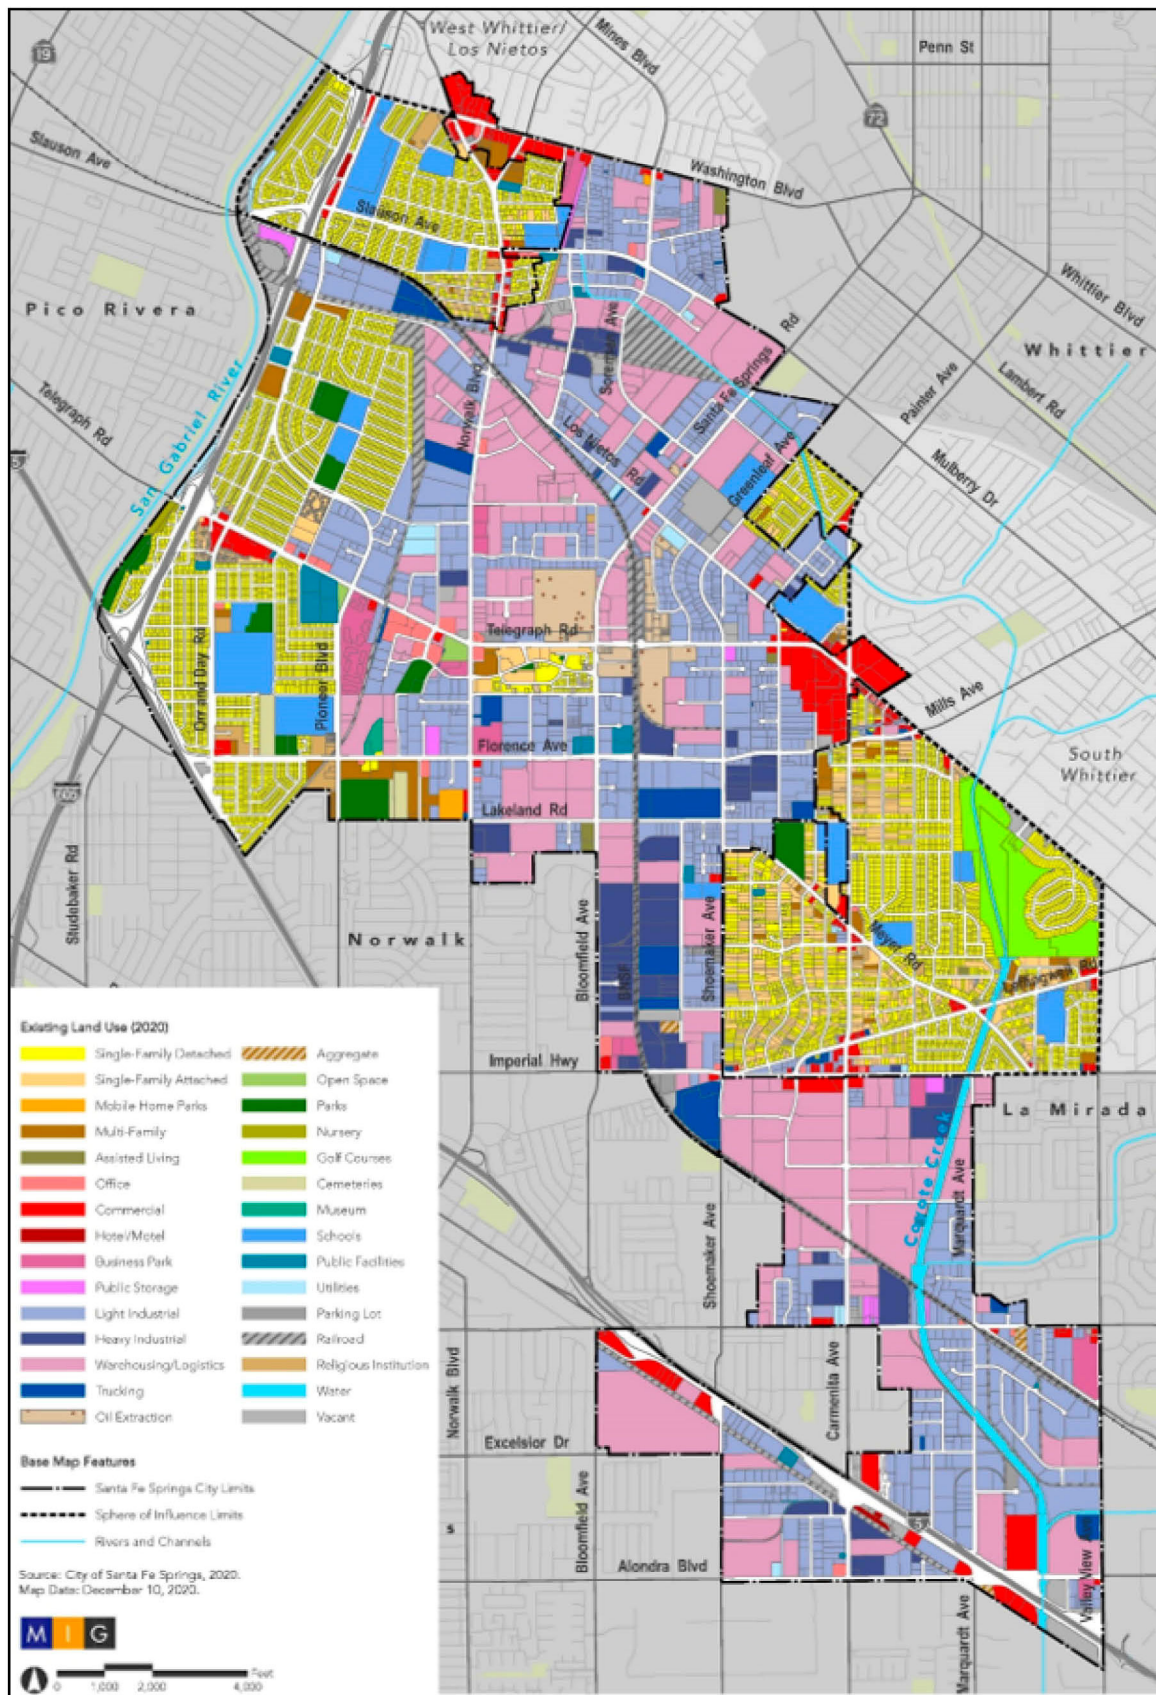 West Whittier/
Los Nietos
Mines Blvd
Penn St
19
72
Slauson Ave
Washington Blvd
Slauson Ave
Whittier Blvd
Pico Rivera
Whittier
Lambert Rd
Painter Ave
Sorensen Ave
Santa Fe Springs Rd
Norwalk Blvd
Telegraph Rd
San Gabriel River
Los Nietos Rd
Greenleaf Ave
Mulberry Dr
Telegraph Rd
Orr and Day Rd
Pioneer Blvd
Mills Ave
Florence Ave
South
Whittier
605
Lakeland Rd
Studebaker Rd
Norwalk
Bloomfield Ave
BNSF
Shoemaker Ave
Meyer Rd
Leffingwell Rd
Imperial Hwy
La Mirada
Coyote Creek
Marquardt Ave
Shoemaker Ave
Norwalk Blvd
Carmenita Ave
Excelsior Dr
Bloomfield Ave
5
Alondra Blvd
Valley View Ave
Marquardt Ave
s
Existing Land Use (2020)
Single-Family Detached
Single-Family Attached
Mobile Home Parks
Multi-Family
Assisted Living
Office
Commercial
Hotel/Motel
Business Park
Public Storage
Light Industrial
Heavy Industrial
Warehousing/Logistics
Trucking
Oil Extraction
Aggregate
Open Space
Parks
Nursery
Golf Courses
Cemeteries
Museum
Schools
Public Facilities
Utilities
Parking Lot
Railroad
Religious Institution
Water
Vacant
Base Map Features
Santa Fe Springs City Limits
Sphere of Influence Limits
Rivers and Channels
Source: City of Santa Fe Springs, 2020.
Map Date: December 10, 2020.
M I G
0 1,000 2,000 4,000 Feet